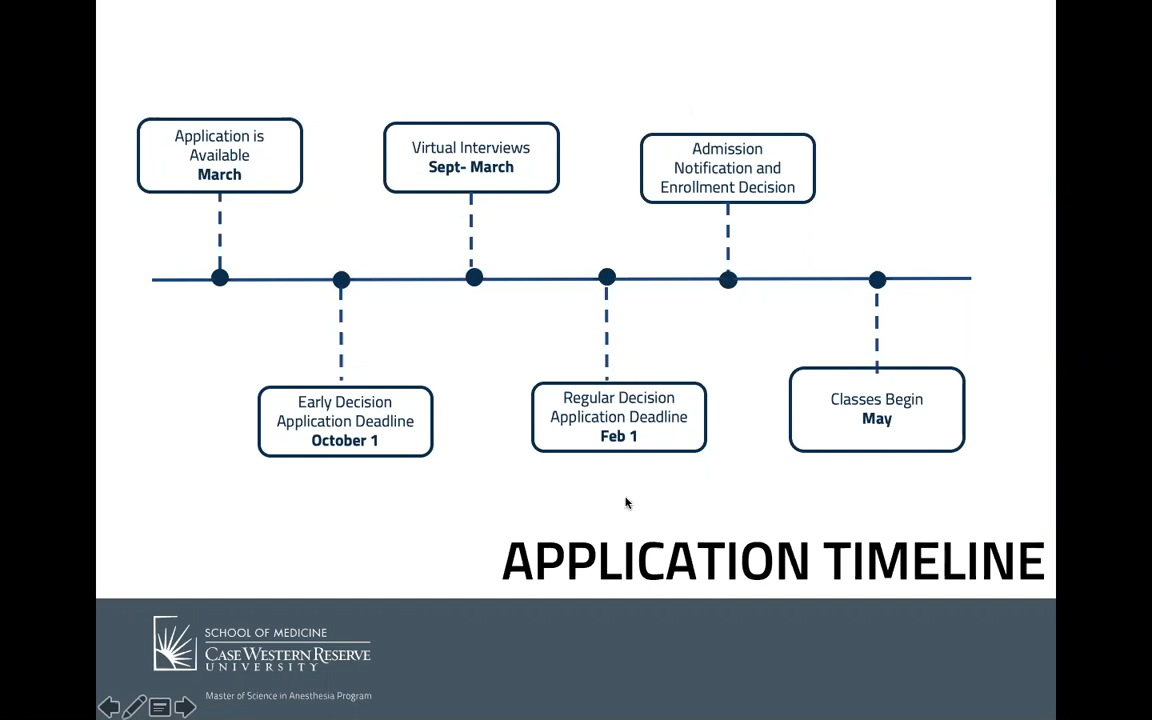 Application is
Available
March
Virtual Interviews
Sept- March
Admission
Notification and
Enrollment Decision
Early Decision
Application Deadline
October 1
Regular Decision
Application Deadline
Feb 1
Classes Begin
May
APPLICATION TIMELINE
SCHOOL OF MEDICINE
CASE WESTERN RESERVE
UNIVERSITY
Master of Science in Anesthesia Program